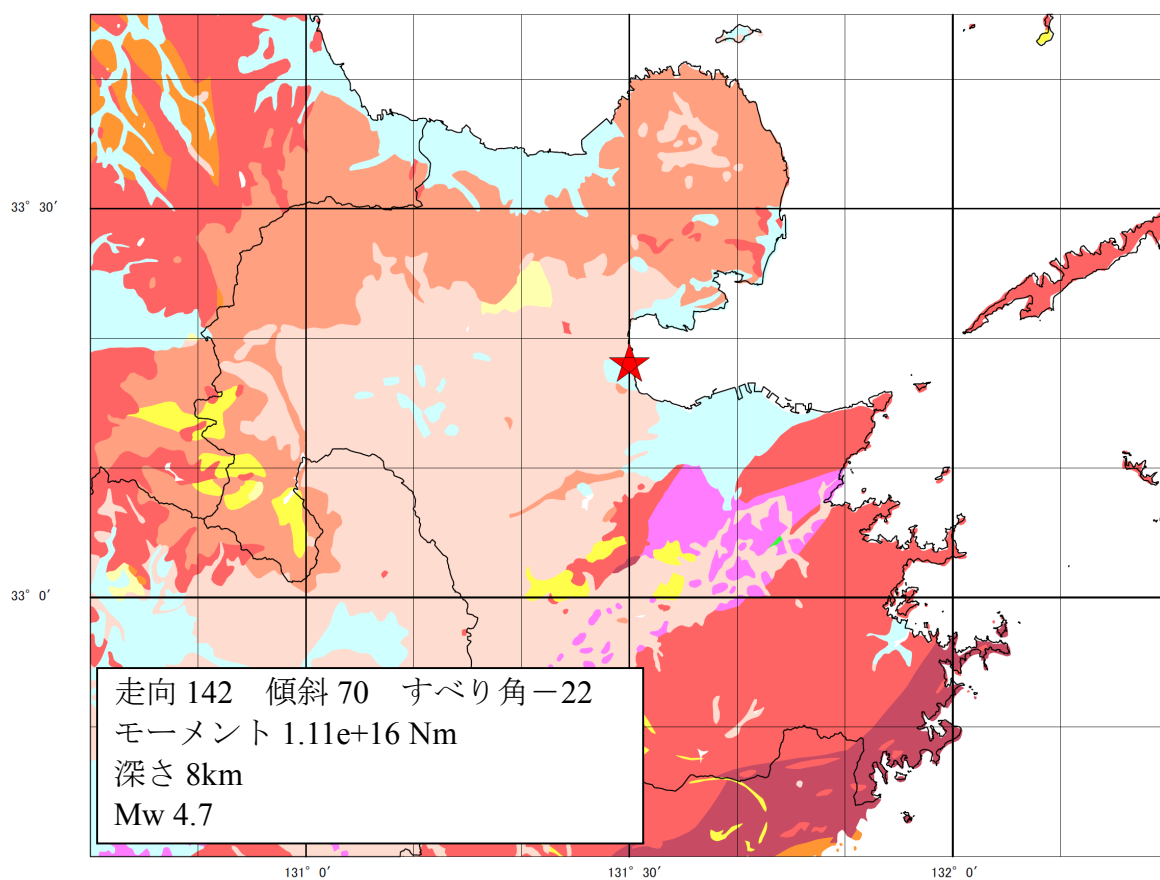 33° 30′
33° 0′
走向 142　傾斜 70　すべり角－22
モーメント 1.11e+16 Nm
深さ 8km
Mw 4.7
131° 0′ 131° 30′ 132° 0′